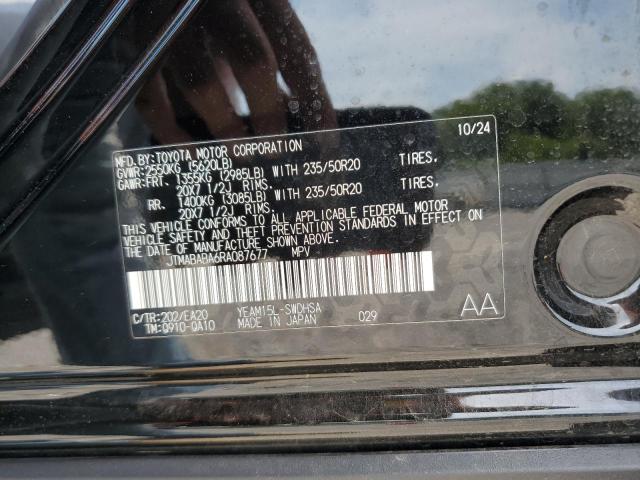 10/24
MFD.BY:TOYOTA MOTOR CORPORATION
GVWR:2550KG (5620LB)
GAWR:FRT. 1355KG (2985LB) WITH 235/50R20 TIRES.
20X7 1/2J RIMS.
RR. 1400KG (3085LB) WITH 235/50R20 TIRES.
20X7 1/2J RIMS.
THIS VEHICLE CONFORMS TO ALL APPLICABLE FEDERAL MOTOR
VEHICLE SAFETY AND THEFT PREVENTION STANDARDS IN EFFECT ON
THE DATE OF MANUFACTURE SHOWN ABOVE.
JTMABABA6RA087677 MPV
C/TR:202/EA20 YEAM15L-SWDHSA AA
TM:Q910-QA10 MADE IN JAPAN 029